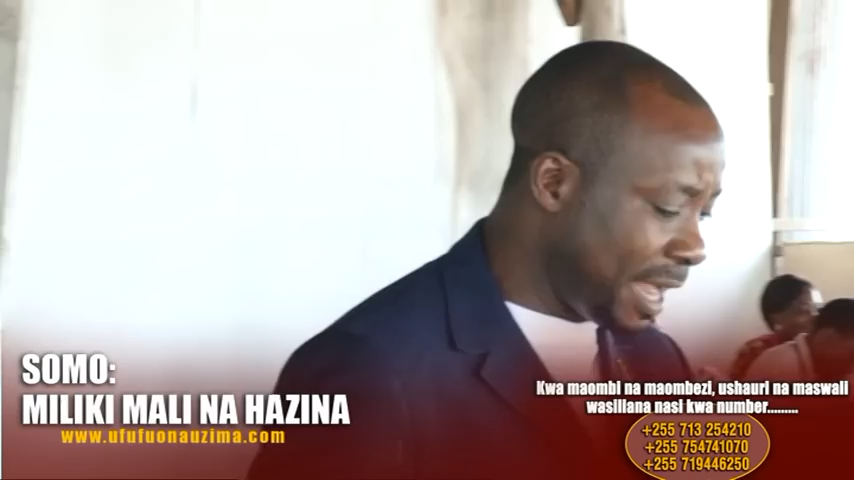 SOMO:
MILIKI MALI NA HAZINA
www.ufufuonauzima.com
Kwa maombi na maombezi, ushauri na maswali
wasiliana nasi kwa number.........
+255 713 254210
+255 754741070
+255 719446250